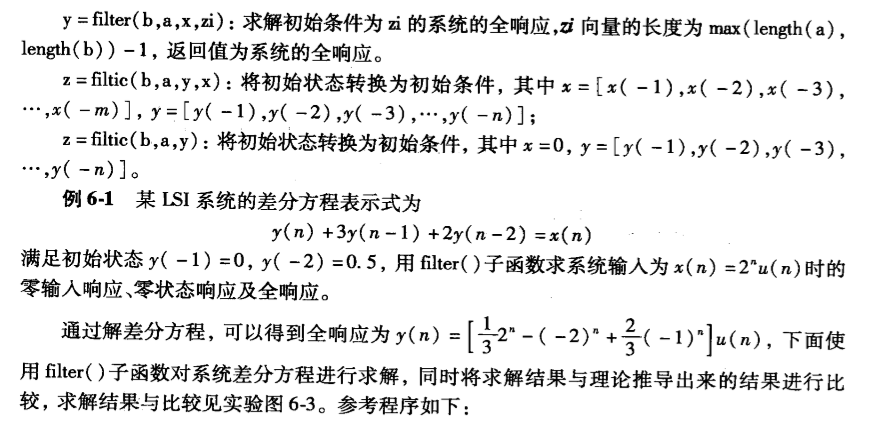 y = filter(b,a,x,zi)：求解初始条件为 zi 的系统的全响应,zi 向量的长度为 max(length(a),
length(b)) －1，返回值为系统的全响应。
z = filtic(b,a,y,x)：将初始状态转换为初始条件，其中 x = [x( －1),x( －2),x( －3),
…,x( －m)]，y = [y( －1),y( －2),y( －3),…,y( －n)]；
z = filtic(b,a,y)：将初始状态转换为初始条件，其中 x = 0，y = [y( －1),y( －2),y( －3),
…,y( －n)]。
例 6-1 某 LSI 系统的差分方程表示式为
y(n) + 3y(n－1) + 2y(n－2) = x(n)
满足初始状态 y( －1) = 0，y( －2) = 0.5，用 filter()子函数求系统输入为 x(n) = 2ⁿu(n)时的
零输入响应、零状态响应及全响应。
通过解差分方程，可以得到全响应为 y(n) = [1/3 2ⁿ － ( －2)ⁿ + 2/3( －1)ⁿ]u(n)，下面使
用 filter()子函数对系统差分方程进行求解，同时将求解结果与理论推导出来的结果进行比
较，求解结果与比较见实验图 6-3。参考程序如下：